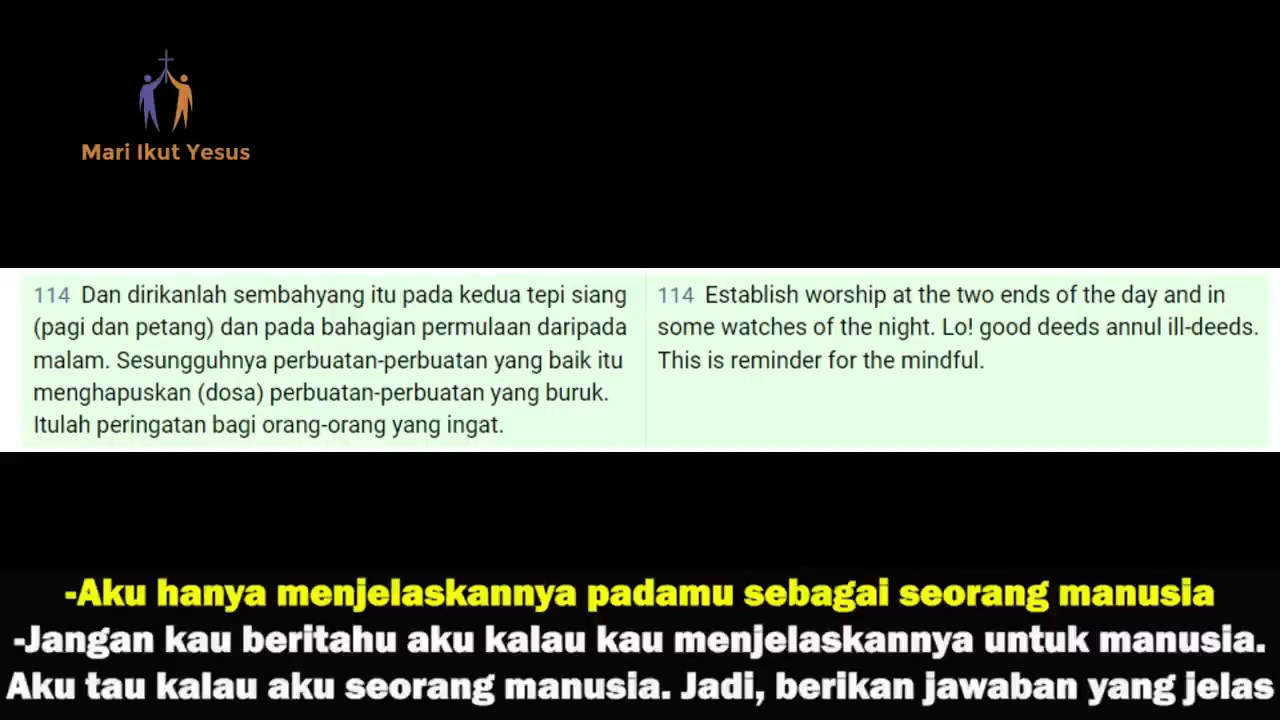 Mari Ikut Yesus
114 Dan dirikanlah sembahyang itu pada kedua tepi siang
(pagi dan petang) dan pada bahagian permulaan daripada
malam. Sesungguhnya perbuatan-perbuatan yang baik itu
menghapuskan (dosa) perbuatan-perbuatan yang buruk.
Itulah peringatan bagi orang-orang yang ingat.
114 Establish worship at the two ends of the day and in
some watches of the night. Lo! good deeds annul ill-deeds.
This is reminder for the mindful.
-Aku hanya menjelaskannya padamu sebagai seorang manusia
-Jangan kau beritahu aku kalau kau menjelaskannya untuk manusia.
Aku tau kalau aku seorang manusia. Jadi, berikan jawaban yang jelas